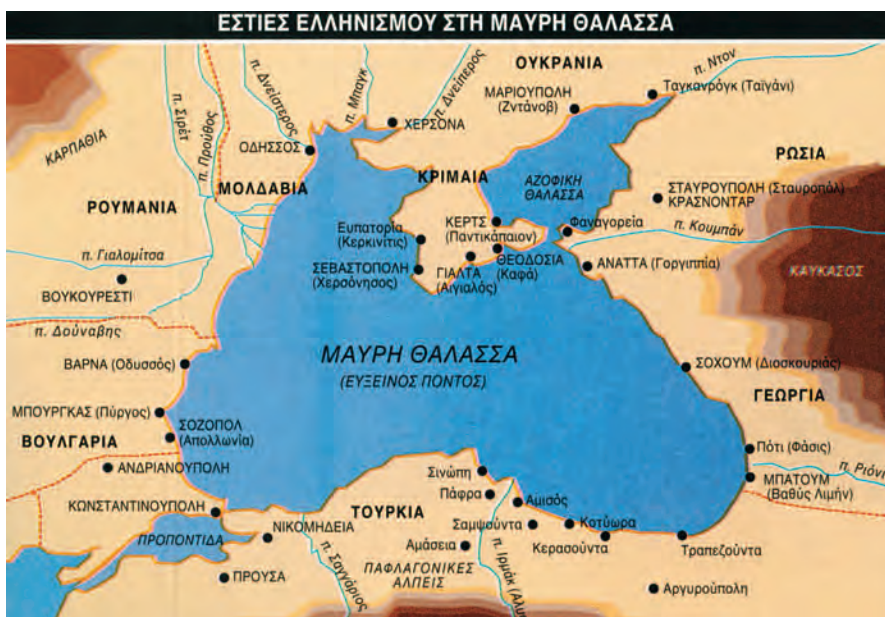 ΕΣΤΙΕΣ ΕΛΛΗΝΙΣΜΟΥ ΣΤΗ ΜΑΥΡΗ ΘΑΛΑΣΣΑ
ΚΑΡΠΑΘΙΑ
π. Σιρέτ
π. Προύθος
π. Δνείστερος
π. Μπαγκ
π. Δνείπερος
ΟΥΚΡΑΝΙΑ
π. Ντον
ΜΑΡΙΟΥΠΟΛΗ
(Ζντάνοβ)
Ταγκανρόγκ (Ταϊγάνι)
ΧΕΡΣΟΝΑ
ΟΔΗΣΣΟΣ
ΜΟΛΔΑΒΙΑ
ΡΟΥΜΑΝΙΑ
ΚΡΙΜΑΙΑ
ΑΖΟΦΙΚΗ
ΘΑΛΑΣΣΑ
ΡΩΣΙΑ
ΣΤΑΥΡΟΥΠΟΛΗ (Σταυροπόλ)
ΚΡΑΣΝΟΝΤΑΡ
Ευπατορία
(Κερκινίτις)
ΚΕΡΤΣ
(Παντικάπαιον)
Φαναγορεία
π. Κουμπάν
π. Γιαλομίτσα
ΒΟΥΚΟΥΡΕΣΤΙ
ΣΕΒΑΣΤΟΠΟΛΗ
(Χερσόνησος)
ΓΙΑΛΤΑ
(Αιγιαλός)
ΘΕΟΔΟΣΙΑ
(Καφά)
ΑΝΑΤΤΑ (Γοργιππία)
ΚΑΥΚΑΣΟΣ
π. Δούναβης
ΒΑΡΝΑ (Οδυσσός)
ΜΑΥΡΗ ΘΑΛΑΣΣΑ
(ΕΥΞΕΙΝΟΣ ΠΟΝΤΟΣ)
ΣΟΧΟΥΜ (Διοσκουριάς)
ΓΕΩΡΓΙΑ
ΜΠΟΥΡΓΚΑΣ (Πύργος)
ΣΟΖΟΠΟΛ
(Απολλωνία)
ΒΟΥΛΓΑΡΙΑ
ΑΝΔΡΙΑΝΟΥΠΟΛΗ
Πότι (Φάσις)
π. Ριόνι
ΜΠΑΤΟΥΜ
(Βαθύς Λιμήν)
ΚΩΝΣΤΑΝΤΙΝΟΥΠΟΛΗ
ΠΡΟΠΟΝΤΙΔΑ
ΝΙΚΟΜΗΔΕΙΑ
ΠΡΟΥΣΑ
π. Σαγγάριος
ΤΟΥΡΚΙΑ
Σινώπη
Πάφρα
Αμισός
Σαμψούντα
Κοτύωρα
Κερασούντα
Τραπεζούντα
Αμάσεια
ΠΑΦΛΑΓΟΝΙΚΕΣ
ΑΛΠΕΙΣ
π. Ιρμάκ
Αργυρούπολη